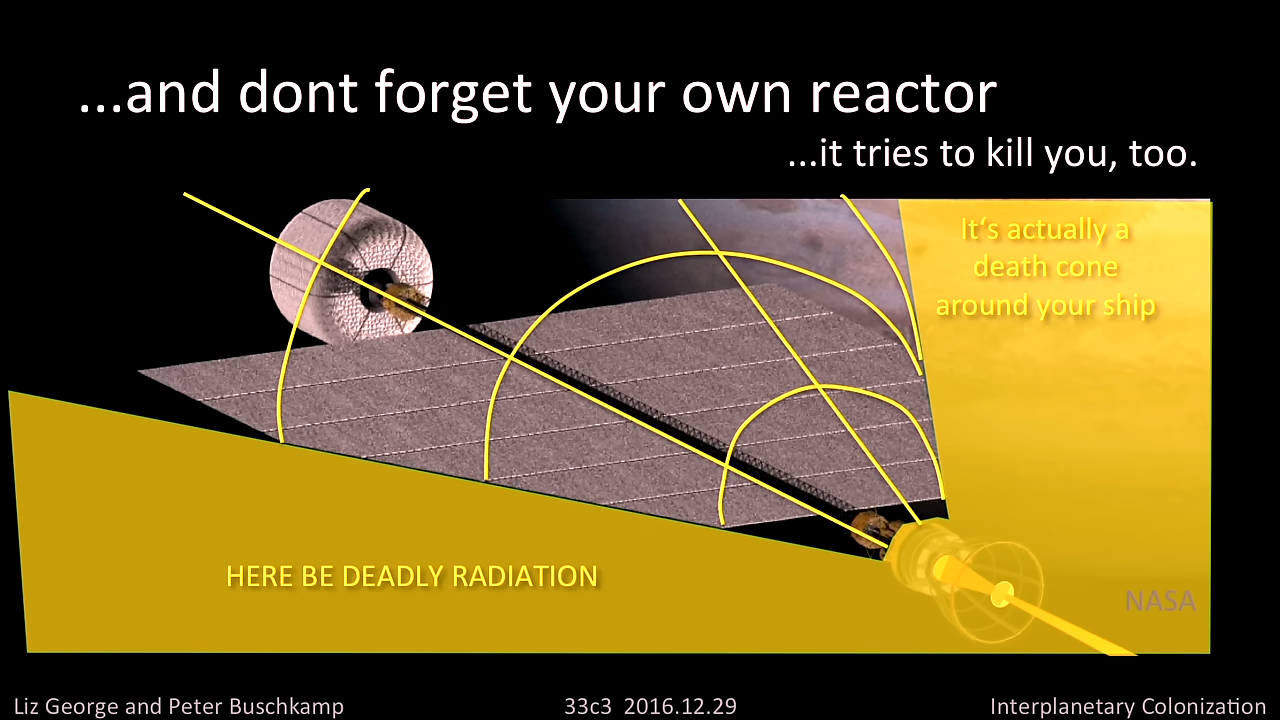 ...and dont forget your own reactor
...it tries to kill you, too.
It‘s actually a
death cone
around your ship
HERE BE DEADLY RADIATION
NASA
Liz George and Peter Buschkamp
33c3 2016.12.29
Interplanetary Colonization